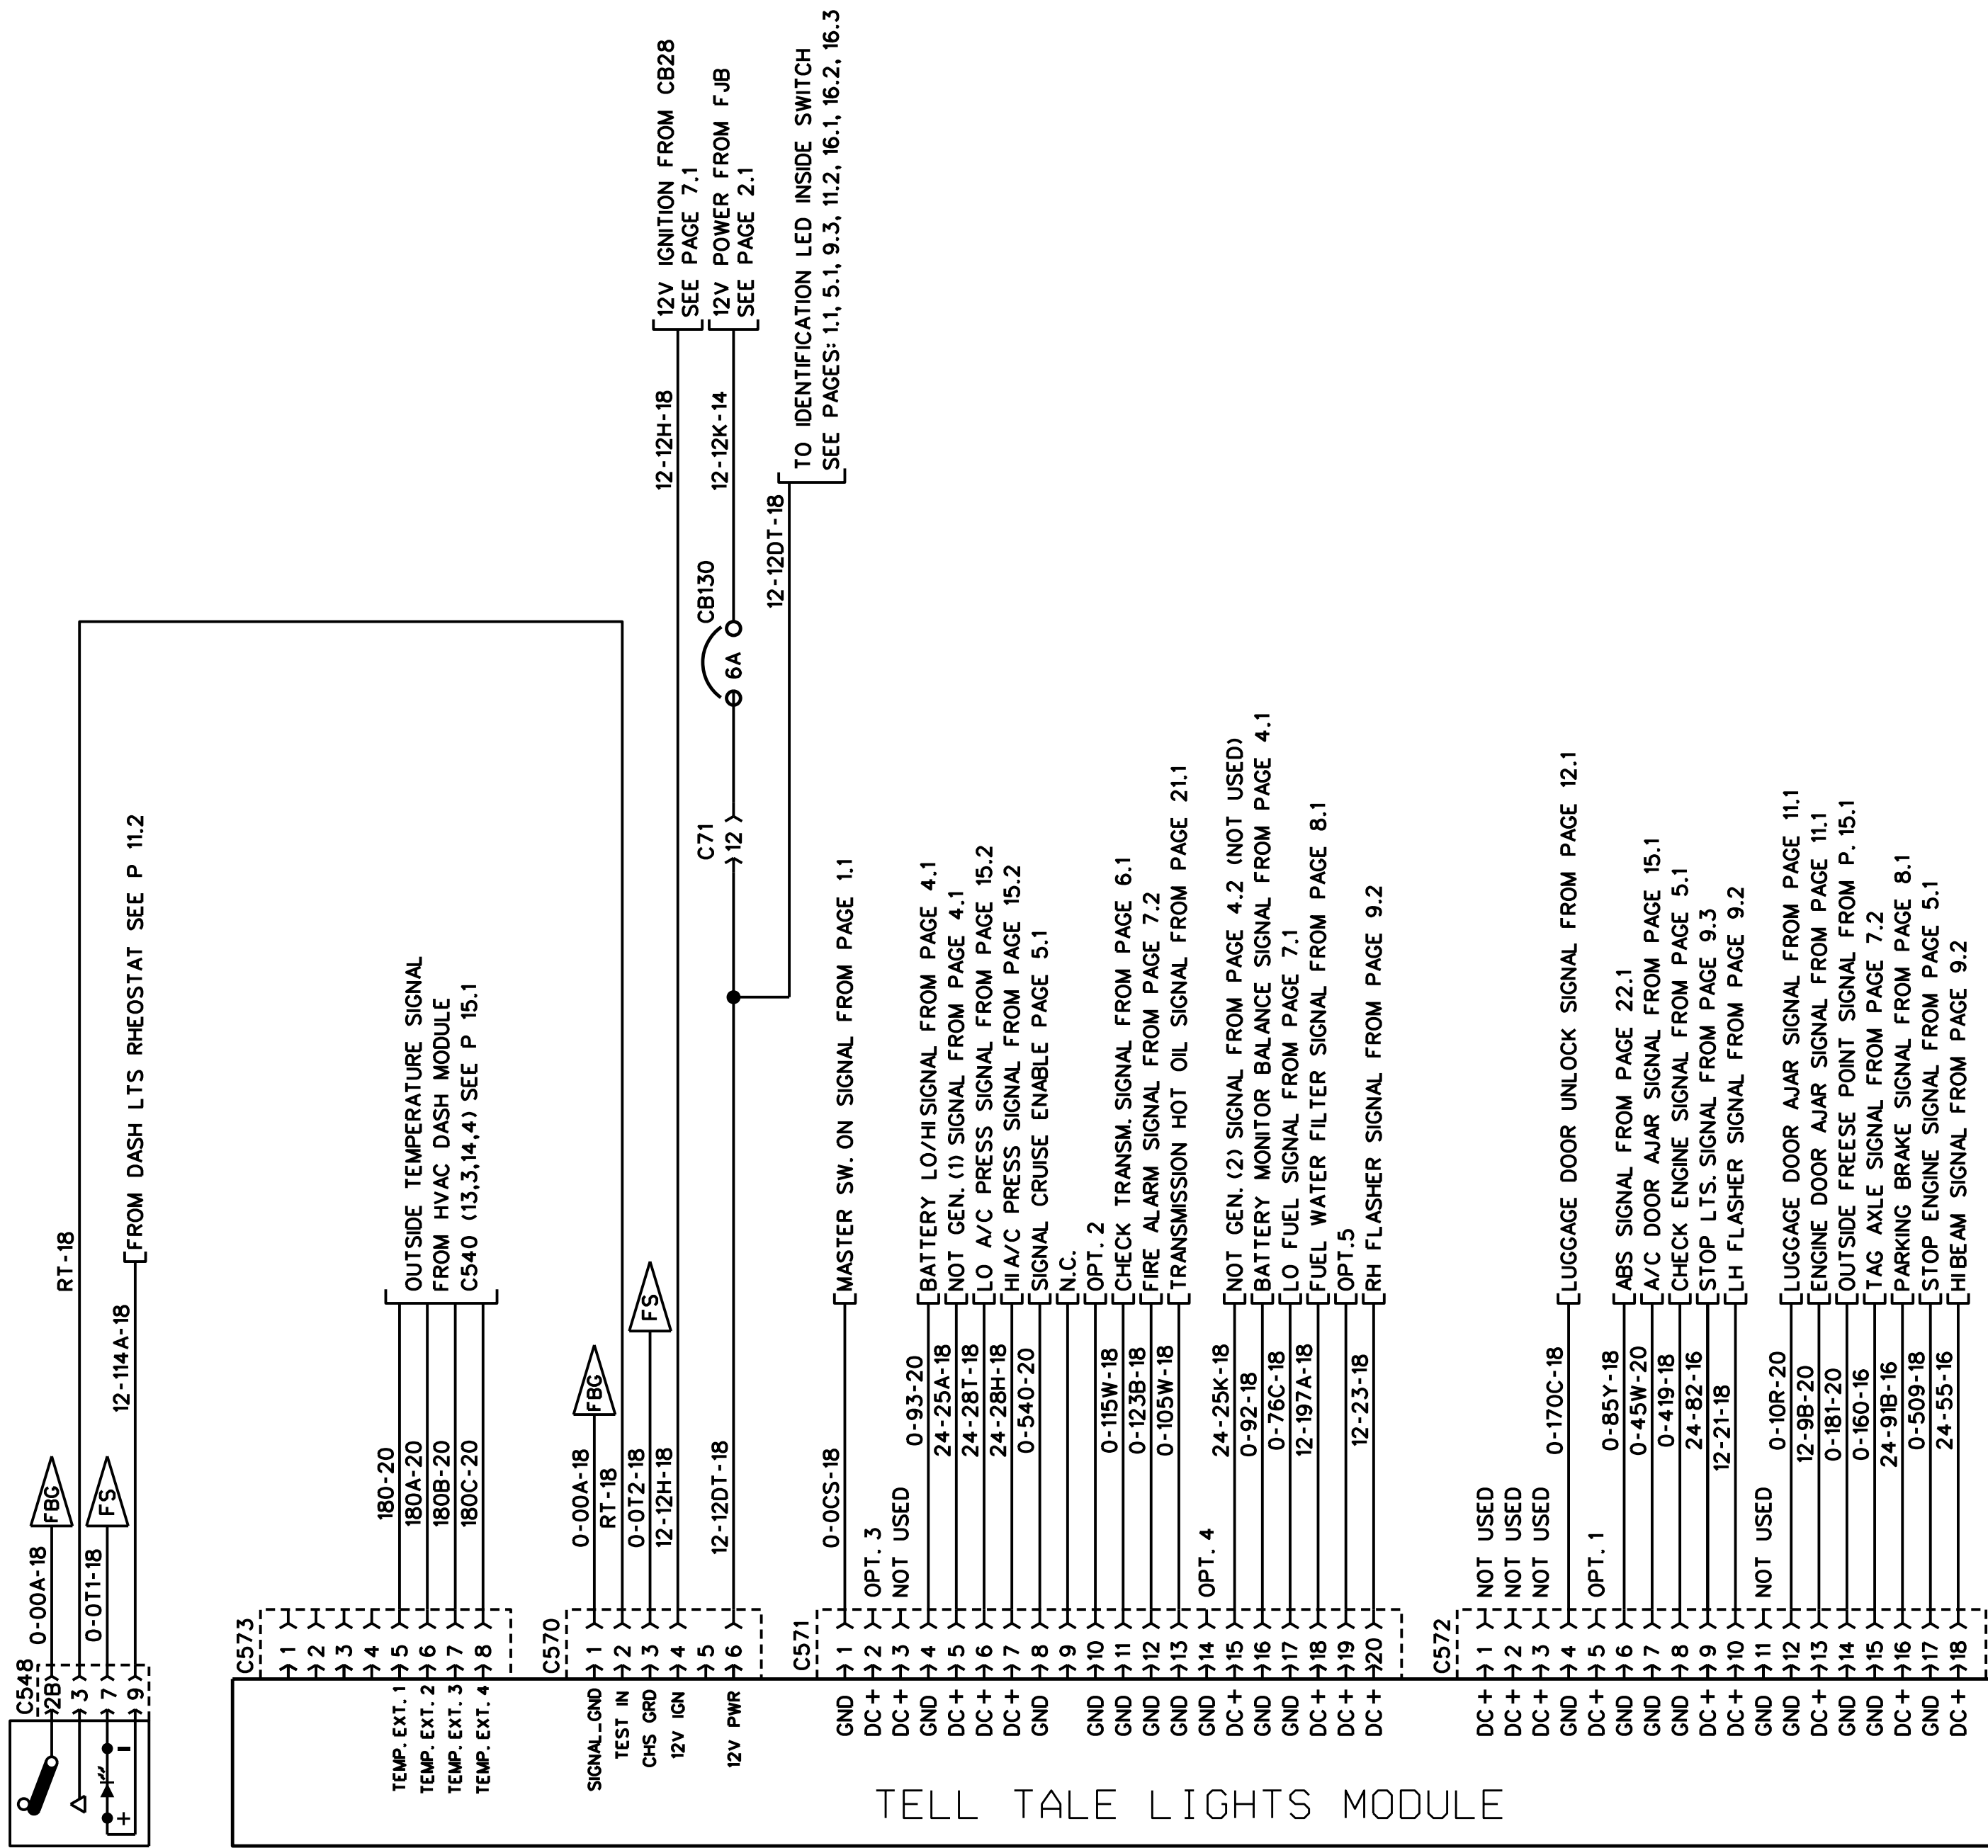 C548
2B
3
7
9
+
-
0-00A-18
FBG
RT-18
0-0T1-18
FS
12-114A-18
FROM DASH LTS RHEOSTAT SEE P 11.2
C573
1
2
3
4
TEMP. EXT. 1 5 180-20
TEMP. EXT. 2 6 180A-20
TEMP. EXT. 3 7 180B-20
TEMP. EXT. 4 8 180C-20
OUTSIDE TEMPERATURE SIGNAL
FROM HVAC DASH MODULE
C540 (13,3,14,4) SEE P 15.1
C570
SIGNAL_GND 1 0-00A-18 FBG
TEST IN 2 RT-18
CHS GRD 3 0-0T2-18 FS
12V IGN 4 12-12H-18 12-12H-18 12V IGNITION FROM CB28
SEE PAGE 7.1
5
12V PWR 6 12-12DT-18 C71 12 CB130 6A 12-12K-14 12V POWER FROM FJB
SEE PAGE 2.1
12-12DT-18 TO IDENTIFICATION LED INSIDE SWITCH
SEE PAGES: 1.1, 5.1, 9.3, 11.2, 16.1, 16.2, 16.3
C571
GND 1 0-0CS-18 MASTER SW. ON SIGNAL FROM PAGE 1.1
DC+ 2 OPT. 3
DC+ 3 NOT USED
GND 4 0-93-20 BATTERY LO/HI SIGNAL FROM PAGE 4.1
DC+ 5 24-25A-18 NOT GEN. (1) SIGNAL FROM PAGE 4.1
DC+ 6 24-28T-18 LO A/C PRESS SIGNAL FROM PAGE 15.2
DC+ 7 24-28H-18 HI A/C PRESS SIGNAL FROM PAGE 15.2
GND 8 0-540-20 SIGNAL CRUISE ENABLE PAGE 5.1
9 N.C.
GND 10 OPT. 2
GND 11 0-115W-18 CHECK TRANSM. SIGNAL FROM PAGE 6.1
GND 12 0-123B-18 FIRE ALARM SIGNAL FROM PAGE 7.2
GND 13 0-105W-18 TRANSMISSION HOT OIL SIGNAL FROM PAGE 21.1
GND 14 OPT. 4
DC+ 15 24-25K-18 NOT GEN. (2) SIGNAL FROM PAGE 4.2 (NOT USED)
GND 16 0-92-18 BATTERY MONITOR BALANCE SIGNAL FROM PAGE 4.1
GND 17 0-76C-18 LO FUEL SIGNAL FROM PAGE 7.1
DC+ 18 12-197A-18 FUEL WATER FILTER SIGNAL FROM PAGE 8.1
DC+ 19 OPT.5
DC+ 20 12-23-18 RH FLASHER SIGNAL FROM PAGE 9.2
C572
DC+ 1 NOT USED
DC+ 2 NOT USED
DC+ 3 NOT USED
GND 4 0-170C-18 LUGGAGE DOOR UNLOCK SIGNAL FROM PAGE 12.1
GND 5 OPT. 1
GND 6 0-85Y-18 ABS SIGNAL FROM PAGE 22.1
GND 7 0-45W-20 A/C DOOR AJAR SIGNAL FROM PAGE 15.1
GND 8 0-419-18 CHECK ENGINE SIGNAL FROM PAGE 5.1
DC+ 9 24-82-16 STOP LTS. SIGNAL FROM PAGE 9.3
DC+ 10 12-21-18 LH FLASHER SIGNAL FROM PAGE 9.2
GND 11 NOT USED
GND 12 0-10R-20 LUGGAGE DOOR AJAR SIGNAL FROM PAGE 11.1
DC+ 13 12-9B-20 ENGINE DOOR AJAR SIGNAL FROM PAGE 11.1
GND 14 0-181-20 OUTSIDE FREESE POINT SIGNAL FROM P. 15.1
GND 15 0-160-16 TAG AXLE SIGNAL FROM PAGE 7.2
DC+ 16 24-91B-16 PARKING BRAKE SIGNAL FROM PAGE 8.1
GND 17 0-509-18 STOP ENGINE SIGNAL FROM PAGE 5.1
DC+ 18 24-55-16 HIBEAM SIGNAL FROM PAGE 9.2
TELL TALE LIGHTS MODULE